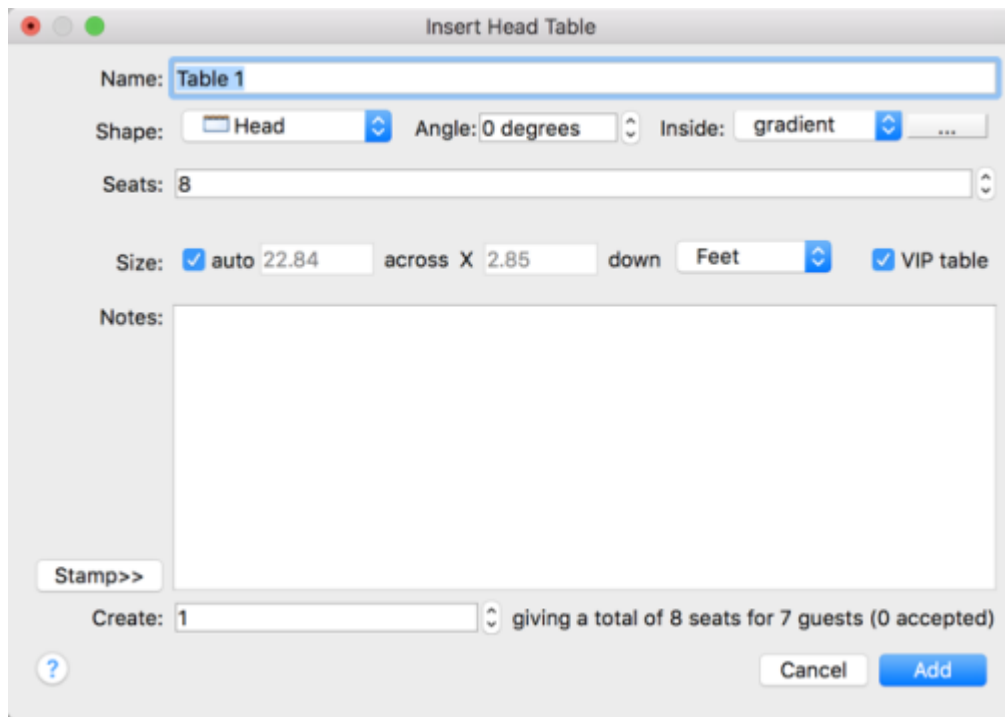 Insert Head Table
Name: Table 1
Shape: Head Angle: 0 degrees Inside: gradient ...
Seats: 8
Size: auto 22.84 across X 2.85 down Feet VIP table
Notes:
Stamp>>
Create: 1 giving a total of 8 seats for 7 guests (0 accepted)
? Cancel Add